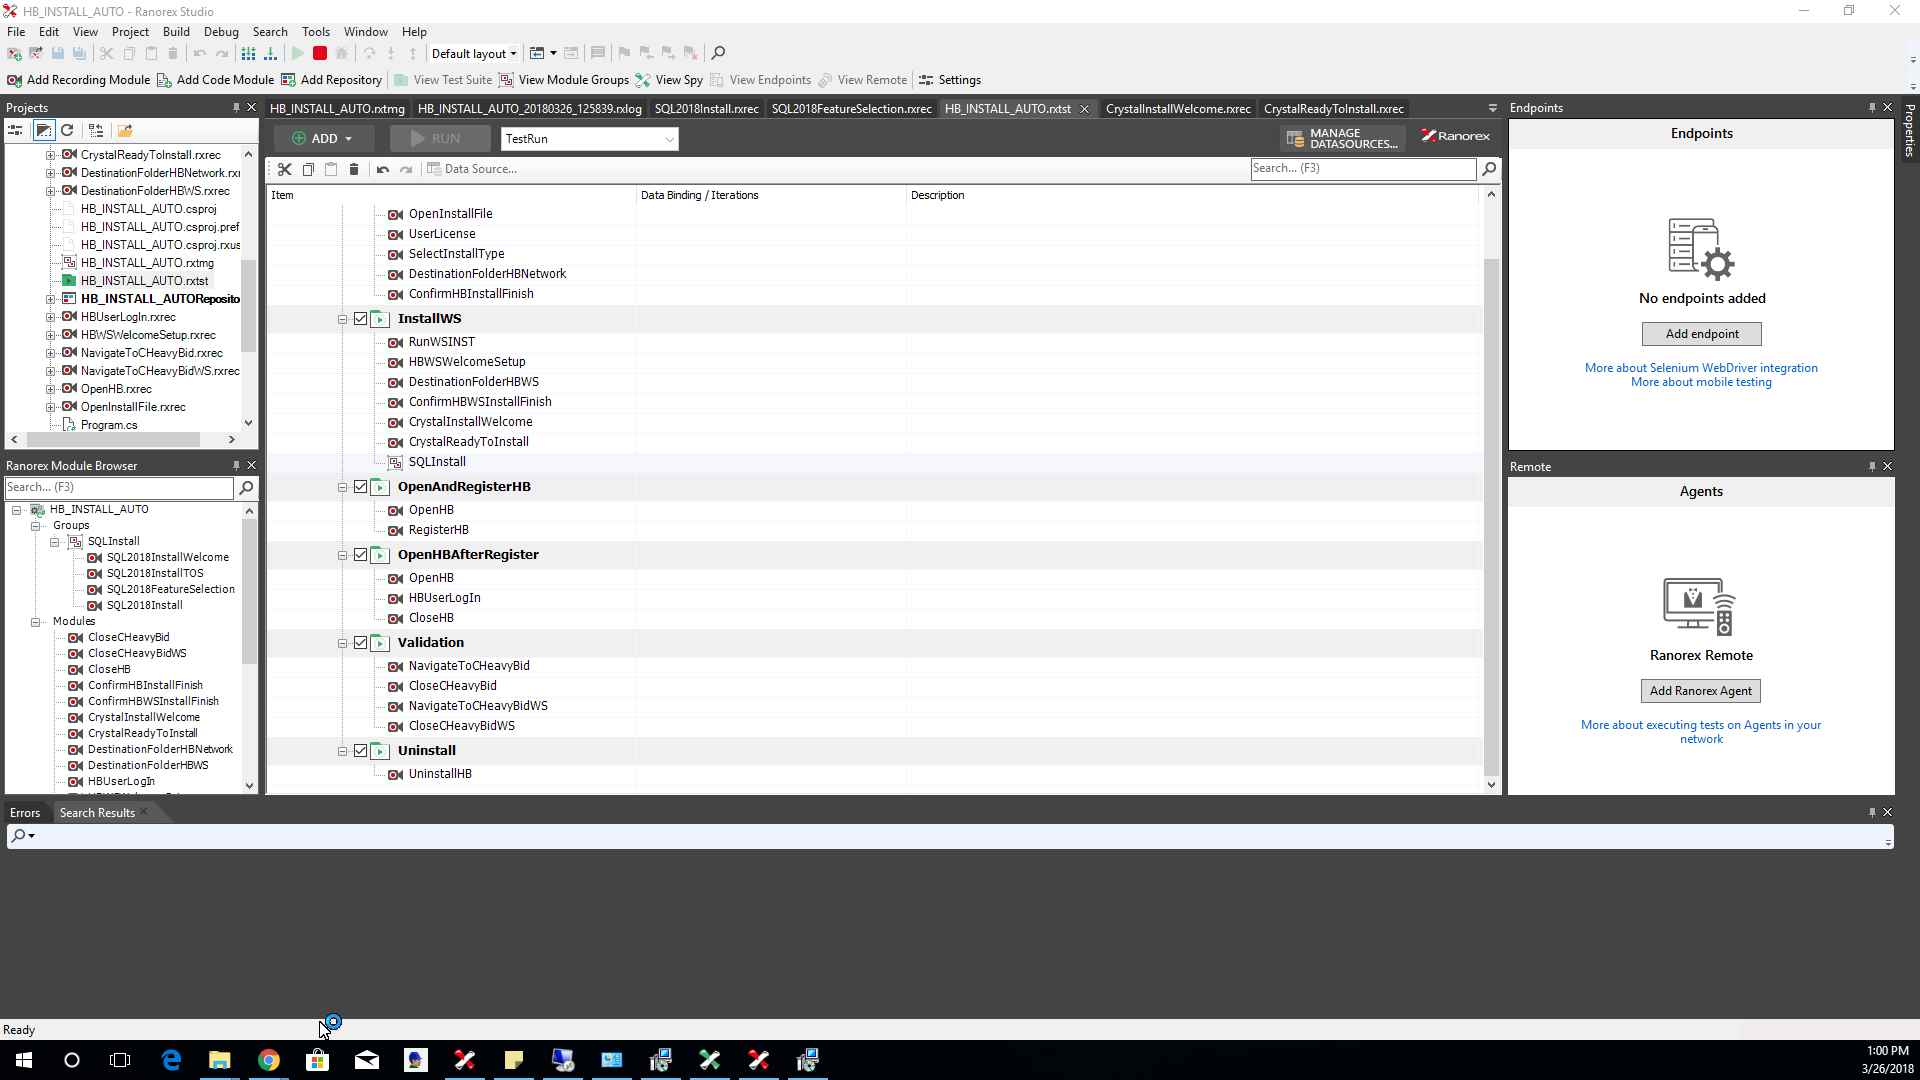 HB_INSTALL_AUTO - Ranorex Studio
File Edit View Project Build Debug Search Tools Window Help
Default layout
Add Recording Module Add Code Module Add Repository View Test Suite View Module Groups View Spy View Endpoints View Remote Settings
Projects
CrystalReadyToInstall.rxrec
DestinationFolderHBNetwork.rxr
DestinationFolderHBWS.rxrec
HB_INSTALL_AUTO.csproj
HB_INSTALL_AUTO.csproj.pref
HB_INSTALL_AUTO.csproj.rxus
HB_INSTALL_AUTO.rxtmg
HB_INSTALL_AUTO.rxtst
HB_INSTALL_AUTOReposito
HBUserLogIn.rxrec
HBWSWelcomeSetup.rxrec
NavigateToCHeavyBid.rxrec
NavigateToCHeavyBidWS.rxrec
OpenHB.rxrec
OpenInstallFile.rxrec
Program.cs
Ranorex Module Browser
Search... (F3)
HB_INSTALL_AUTO
Groups
SQLInstall
SQL2018InstallWelcome
SQL2018InstallTOS
SQL2018FeatureSelection
SQL2018Install
Modules
CloseCHeavyBid
CloseCHeavyBidWS
CloseHB
ConfirmHBInstallFinish
ConfirmHBWSInstallFinish
CrystalInstallWelcome
CrystalReadyToInstall
DestinationFolderHBNetwork
DestinationFolderHBWS
HBUserLogIn
HB_INSTALL_AUTO.rxtmg HB_INSTALL_AUTO_20180326_125839.rxlog SQL2018Install.rxrec SQL2018FeatureSelection.rxrec HB_INSTALL_AUTO.rxtst CrystalInstallWelcome.rxrec CrystalReadyToInstall.rxrec
ADD RUN TestRun MANAGE DATASOURCES... Ranorex
Data Source... Search... (F3)
Item Data Binding / Iterations Description
OpenInstallFile
UserLicense
SelectInstallType
DestinationFolderHBNetwork
ConfirmHBInstallFinish
InstallWS
RunWSINST
HBWSWelcomeSetup
DestinationFolderHBWS
ConfirmHBWSInstallFinish
CrystalInstallWelcome
CrystalReadyToInstall
SQLInstall
OpenAndRegisterHB
OpenHB
RegisterHB
OpenHBAfterRegister
OpenHB
HBUserLogIn
CloseHB
Validation
NavigateToCHeavyBid
CloseCHeavyBid
NavigateToCHeavyBidWS
CloseCHeavyBidWS
Uninstall
UninstallHB
Endpoints
Endpoints
No endpoints added
Add endpoint
More about Selenium WebDriver integration
More about mobile testing
Remote
Agents
Ranorex Remote
Add Ranorex Agent
More about executing tests on Agents in your
network
Properties
Errors Search Results
Ready
1:00 PM
3/26/2018